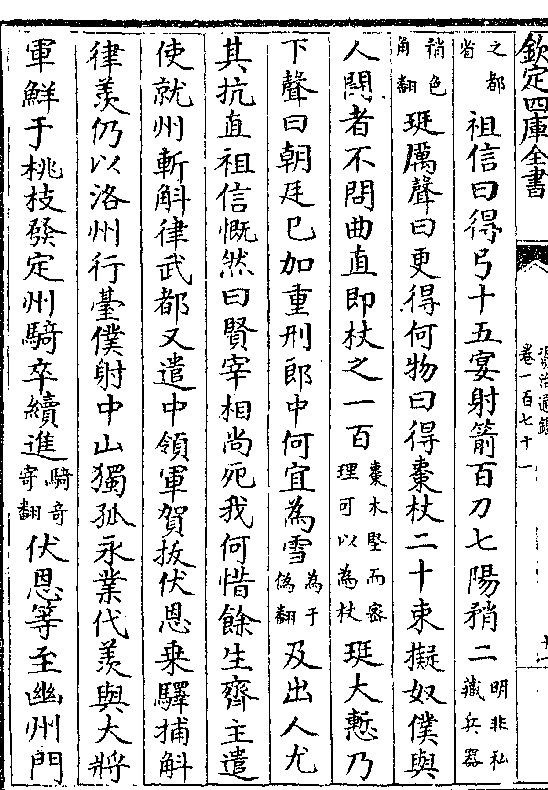 欽定四庫全書
資治通鑑
卷一百七十一
之都省
祖信曰得弓十五宴射箭百刀七陽矟二
明非私藏兵器
矟色角翻
珽厲聲曰更得何物曰得棗杖二十束擬奴僕與
人鬬者不問曲直即杖之一百
棗木堅而密理可以為杖
珽大慙乃
下聲曰朝廷已加重刑郎中何宜為雪
為于偽翻
及出人尤
其抗直祖信慨然曰賢宰相尚死我何惜餘生齊主遣
使就州斬斛律武都又遣中領軍賀拔伏恩乗驛捕斛
律羨仍以洛州行臺僕射中山獨孤永業代羨與大將
軍鮮于桃枝發定州騎卒續進
騎奇寄翻
伏恩等至幽州門